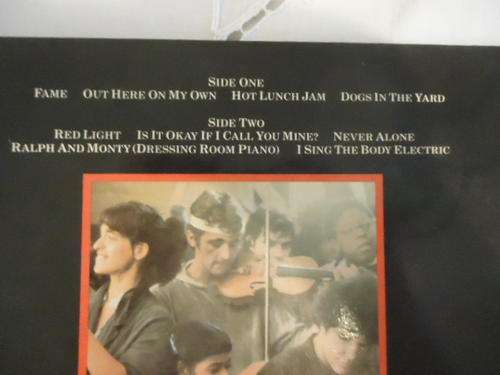 SIDE ONE
FAME OUT HERE ON MY OWN HOT LUNCH JAM DOGS IN THE YARD
SIDE TWO
RED LIGHT IS IT OKAY IF I CALL YOU MINE? NEVER ALONE
RALPH AND MONTY (DRESSING ROOM PIANO) I SING THE BODY ELECTRIC